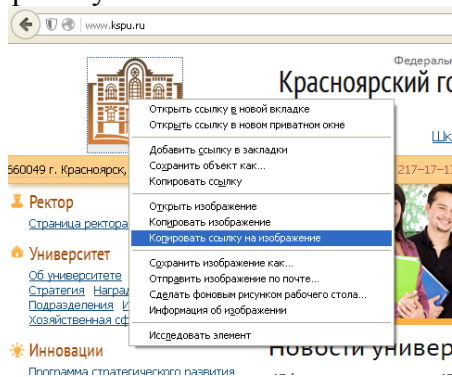 www.kspu.ru
Федераль
Красноярский го
Открыть ссылку в новой вкладке
Открыть ссылку в новом приватном окне
Шк
Добавить ссылку в закладки
Сохранить объект как...
660049 г. Красноярск,
217-17-17
Копировать ссылку
Ректор
Открыть изображение
Страница ректора
Копировать изображение
Копировать ссылку на изображение
Университет
Сохранить изображение как...
Об университете
Отправить изображение по почте...
Стратегия Наград
Сделать фоновым рисунком рабочего стола...
Подразделения И
Информация об изображении
Хозяйственная сф
Исследовать элемент
Инновации
Новости универ
Программа стратегического развития